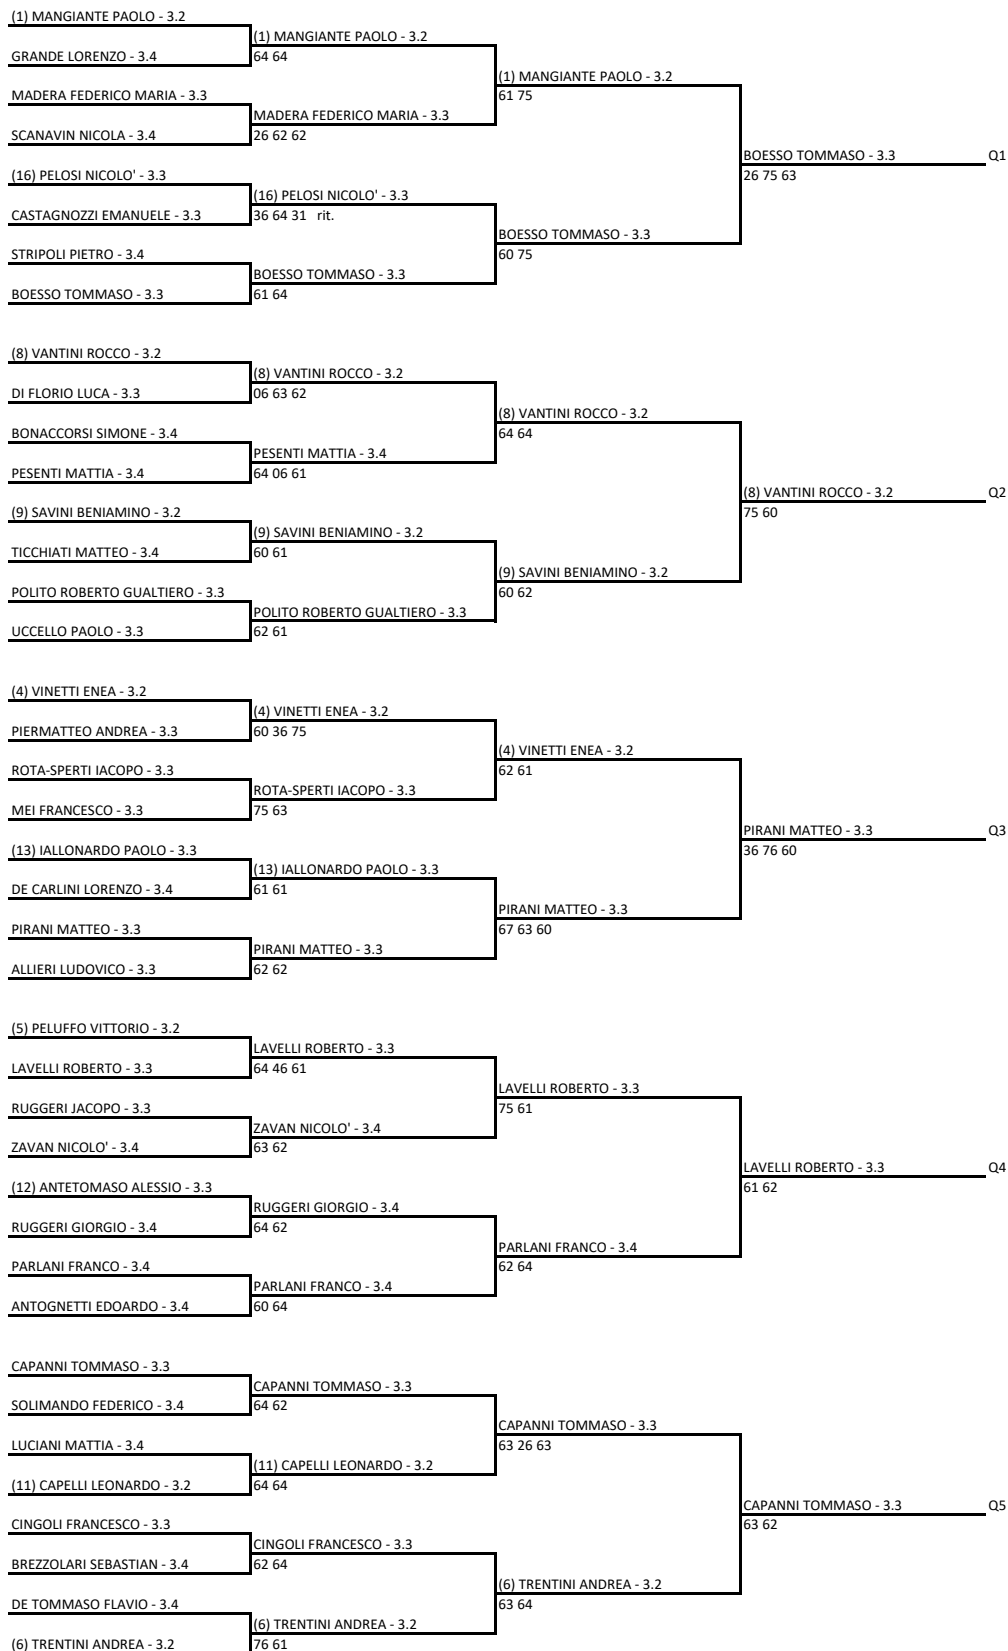 (1) MANGIANTE PAOLO - 3.2
(1) MANGIANTE PAOLO - 3.2
GRANDE LORENZO - 3.4
64 64
(1) MANGIANTE PAOLO - 3.2
61 75
MADERA FEDERICO MARIA - 3.3
MADERA FEDERICO MARIA - 3.3
SCANAVIN NICOLA - 3.4
26 62 62
BOESSO TOMMASO - 3.3
Q1
26 75 63
(16) PELOSI NICOLO' - 3.3
(16) PELOSI NICOLO' - 3.3
CASTAGNOZZI EMANUELE - 3.3
36 64 31 rit.
BOESSO TOMMASO - 3.3
60 75
STRIPOLI PIETRO - 3.4
BOESSO TOMMASO - 3.3
BOESSO TOMMASO - 3.3
61 64
(8) VANTINI ROCCO - 3.2
(8) VANTINI ROCCO - 3.2
DI FLORIO LUCA - 3.3
06 63 62
(8) VANTINI ROCCO - 3.2
64 64
BONACCORSI SIMONE - 3.4
PESENTI MATTIA - 3.4
PESENTI MATTIA - 3.4
64 06 61
(8) VANTINI ROCCO - 3.2
Q2
75 60
(9) SAVINI BENIAMINO - 3.2
(9) SAVINI BENIAMINO - 3.2
TICCHIATI MATTEO - 3.4
60 61
(9) SAVINI BENIAMINO - 3.2
60 62
POLITO ROBERTO GUALTIERO - 3.3
POLITO ROBERTO GUALTIERO - 3.3
UCCELLO PAOLO - 3.3
62 61
(4) VINETTI ENEA - 3.2
(4) VINETTI ENEA - 3.2
PIERMATTEO ANDREA - 3.3
60 36 75
(4) VINETTI ENEA - 3.2
62 61
ROTA-SPERTI IACOPO - 3.3
ROTA-SPERTI IACOPO - 3.3
MEI FRANCESCO - 3.3
75 63
PIRANI MATTEO - 3.3
Q3
36 76 60
(13) IALLONARDO PAOLO - 3.3
(13) IALLONARDO PAOLO - 3.3
DE CARLINI LORENZO - 3.4
61 61
PIRANI MATTEO - 3.3
67 63 60
PIRANI MATTEO - 3.3
PIRANI MATTEO - 3.3
ALLIERI LUDOVICO - 3.3
62 62
(5) PELUFFO VITTORIO - 3.2
LAVELLI ROBERTO - 3.3
LAVELLI ROBERTO - 3.3
64 46 61
LAVELLI ROBERTO - 3.3
75 61
RUGGERI JACOPO - 3.3
ZAVAN NICOLO' - 3.4
ZAVAN NICOLO' - 3.4
63 62
LAVELLI ROBERTO - 3.3
Q4
61 62
(12) ANTETOMASO ALESSIO - 3.3
RUGGERI GIORGIO - 3.4
RUGGERI GIORGIO - 3.4
64 62
PARLANI FRANCO - 3.4
62 64
PARLANI FRANCO - 3.4
PARLANI FRANCO - 3.4
ANTOGNETTI EDOARDO - 3.4
60 64
CAPANNI TOMMASO - 3.3
CAPANNI TOMMASO - 3.3
SOLIMANDO FEDERICO - 3.4
64 62
CAPANNI TOMMASO - 3.3
63 26 63
LUCIANI MATTIA - 3.4
(11) CAPELLI LEONARDO - 3.2
(11) CAPELLI LEONARDO - 3.2
64 64
CAPANNI TOMMASO - 3.3
Q5
63 62
CINGOLI FRANCESCO - 3.3
CINGOLI FRANCESCO - 3.3
BREZZOLARI SEBASTIAN - 3.4
62 64
(6) TRENTINI ANDREA - 3.2
63 64
DE TOMMASO FLAVIO - 3.4
(6) TRENTINI ANDREA - 3.2
(6) TRENTINI ANDREA - 3.2
76 61